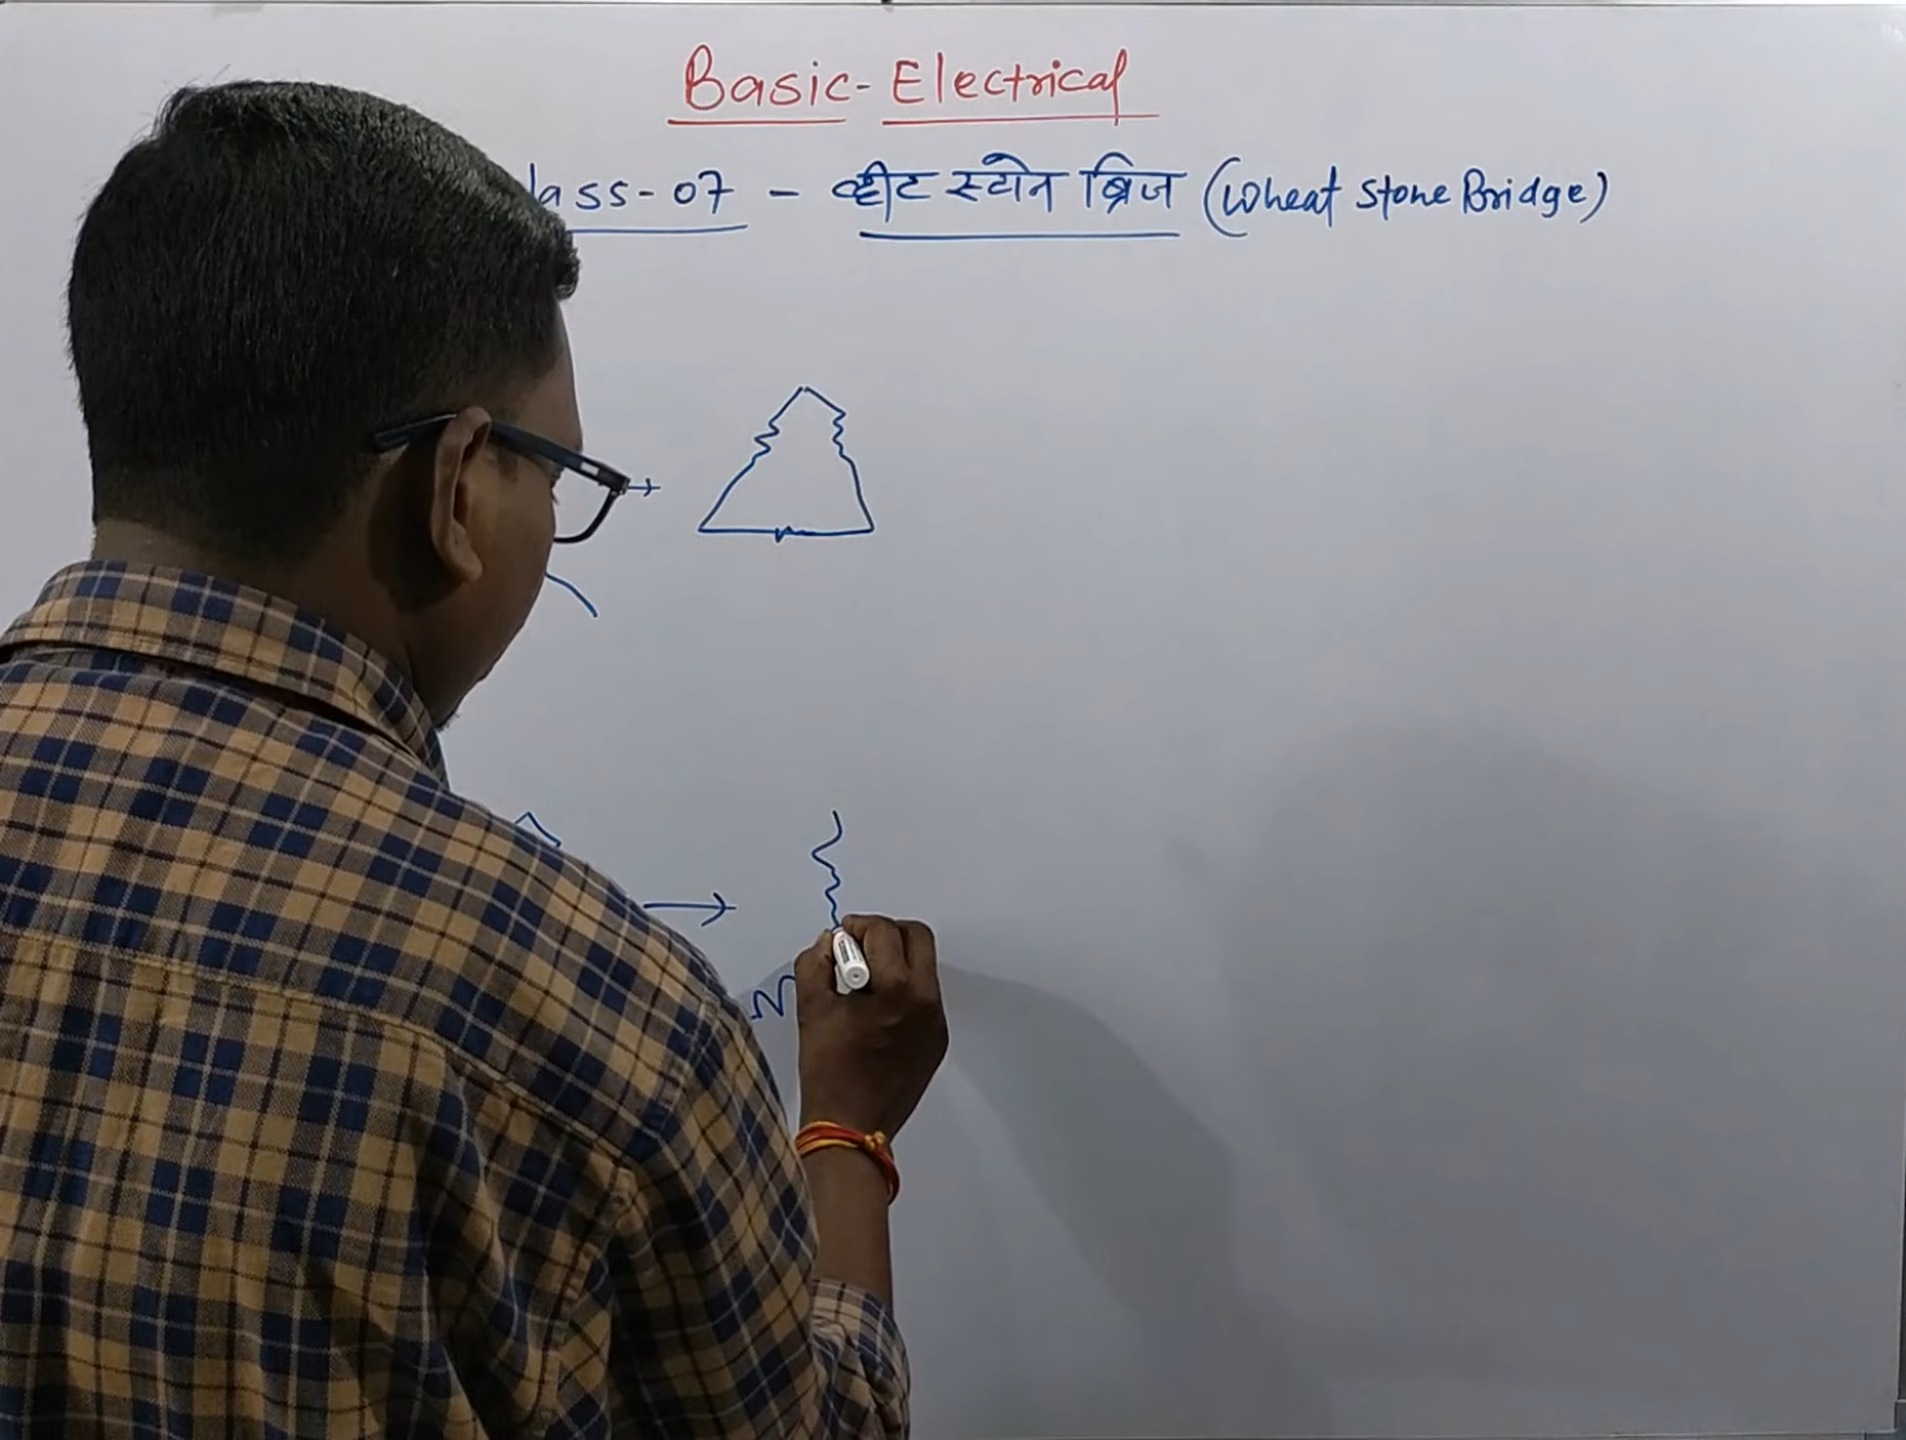 Basic-Electrical
lass-07 - व्हीट स्टोन ब्रिज (Wheat Stone Bridge)